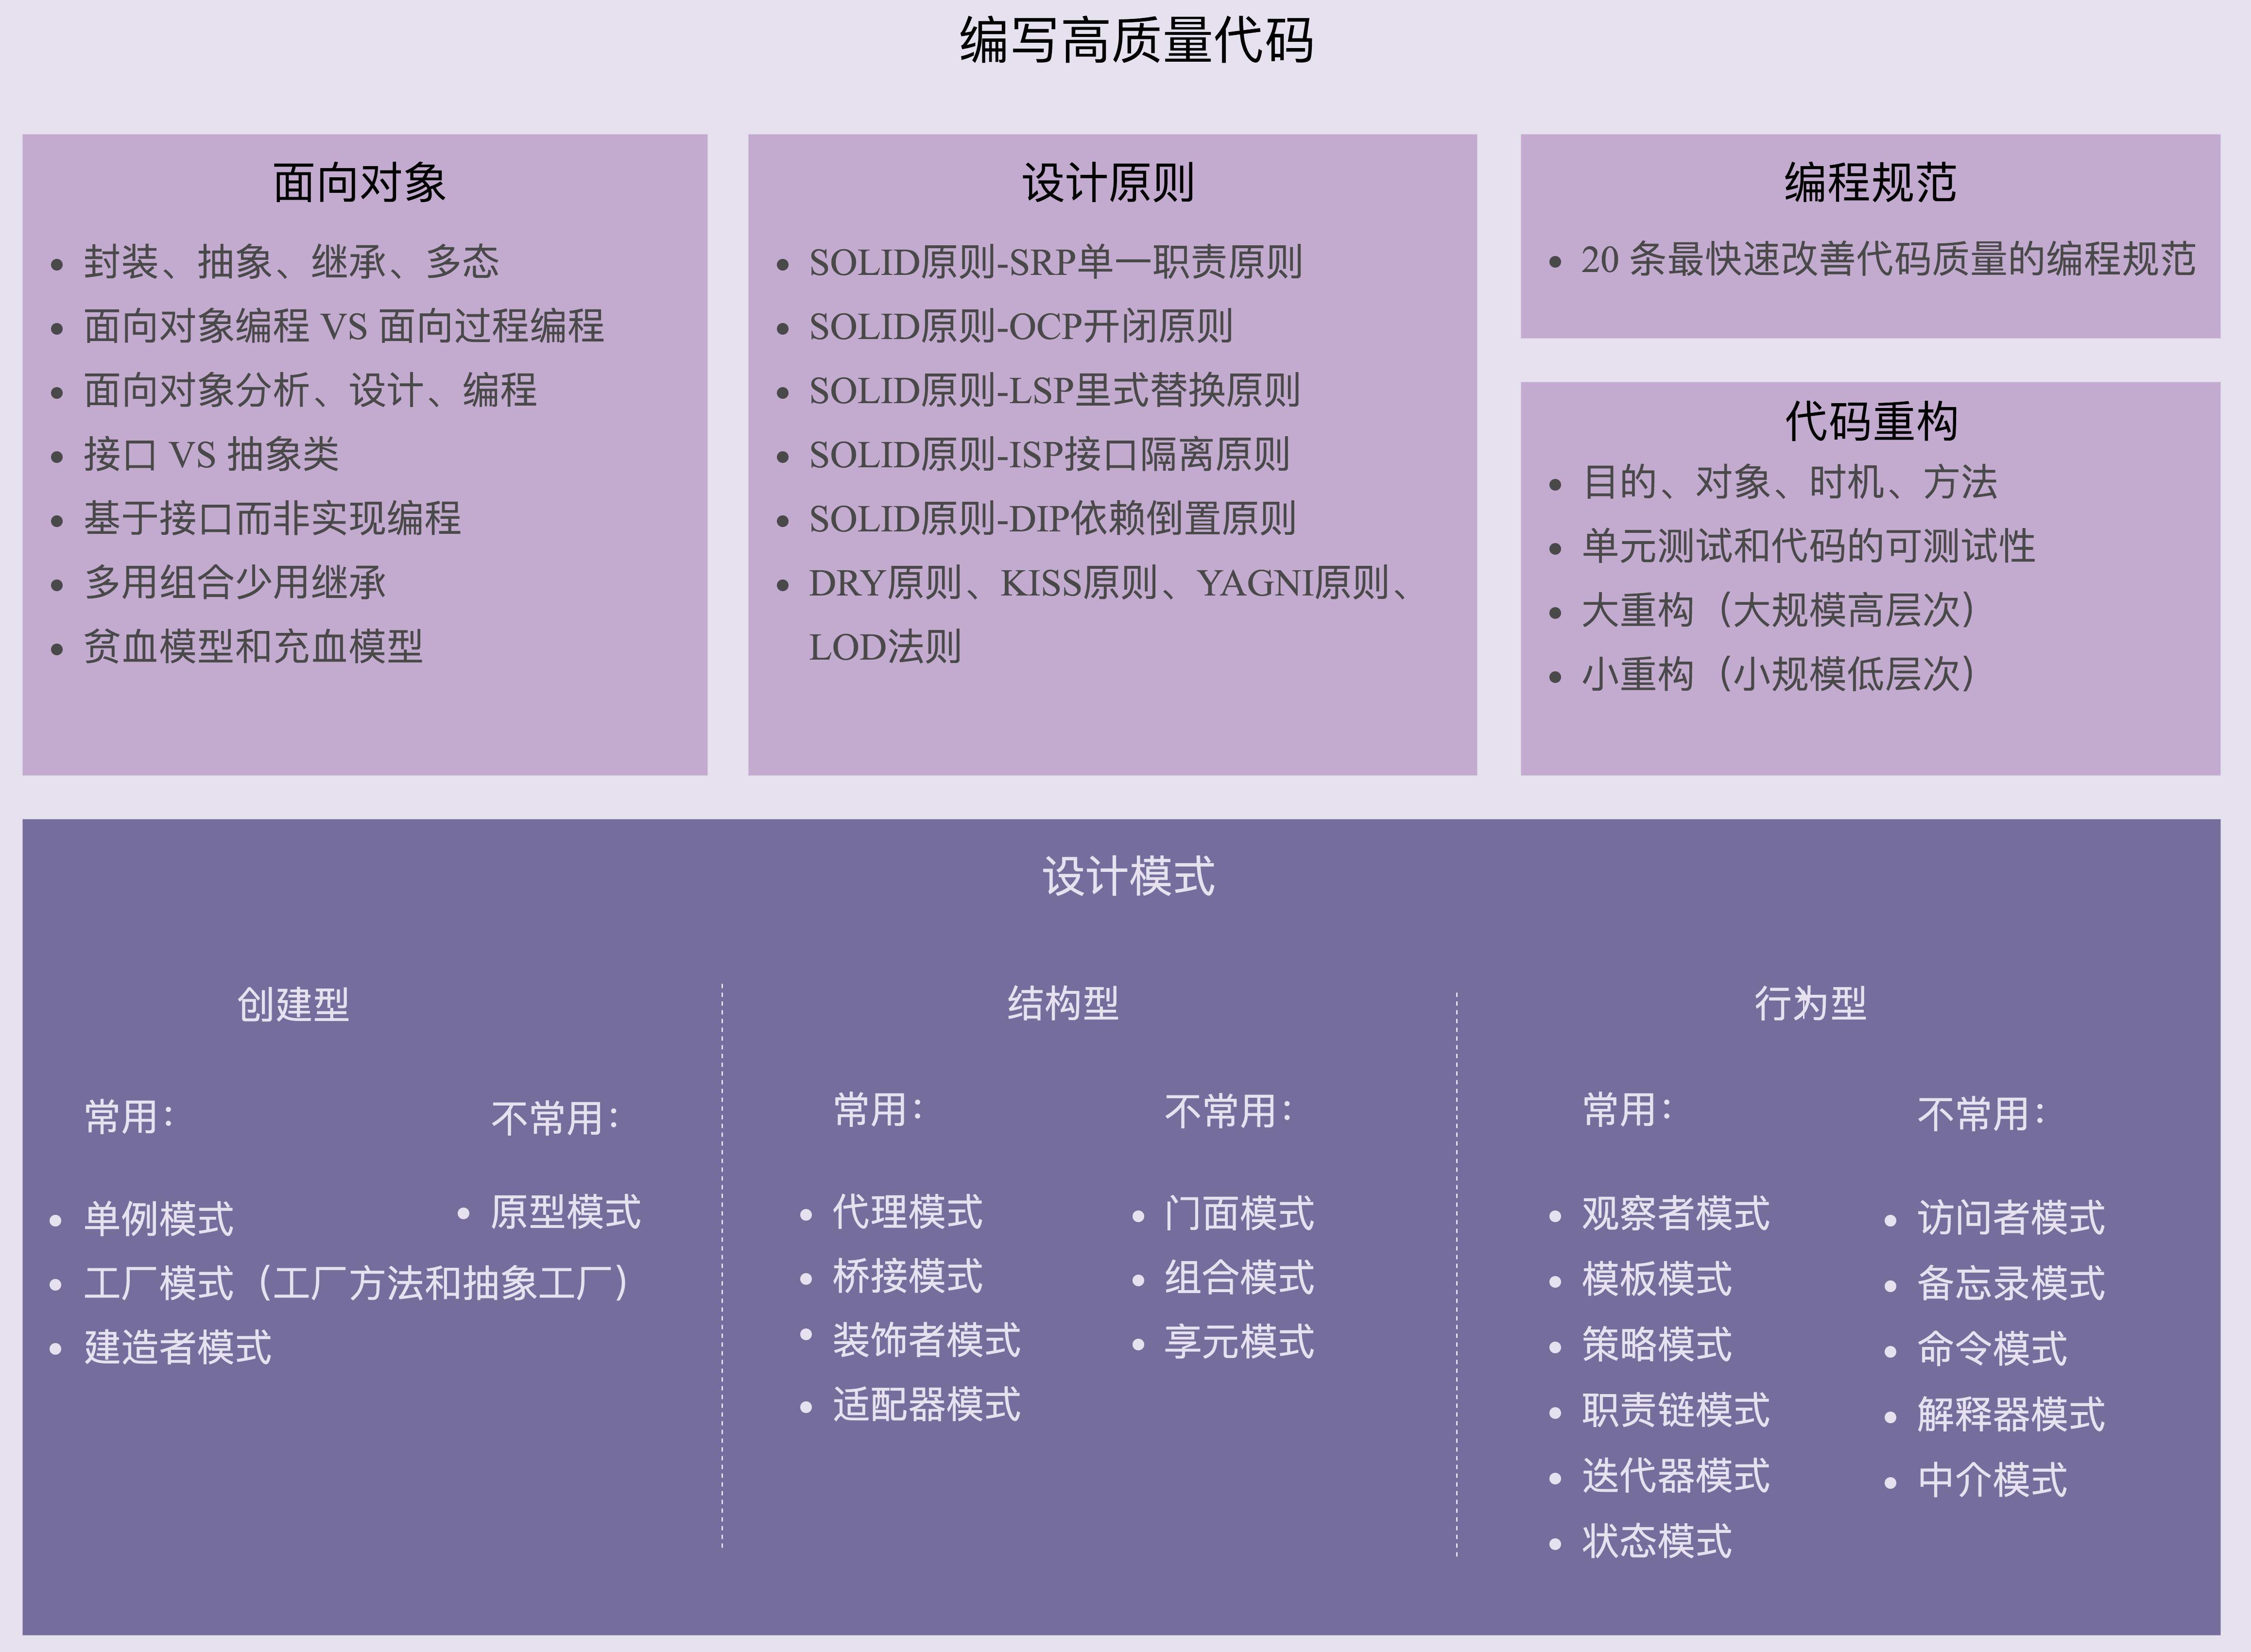 编写高质量代码
面向对象
封装、抽象、继承、多态
面向对象编程 VS 面向过程编程
面向对象分析、设计、编程
接口 VS 抽象类
基于接口而非实现编程
多用组合少用继承
贫血模型和充血模型
设计原则
SOLID原则-SRP单一职责原则
SOLID原则-OCP开闭原则
SOLID原则-LSP里式替换原则
SOLID原则-ISP接口隔离原则
SOLID原则-DIP依赖倒置原则
DRY原则、KISS原则、YAGNI原则、
LOD法则
编程规范
20 条最快速改善代码质量的编程规范
代码重构
目的、对象、时机、方法
单元测试和代码的可测试性
大重构（大规模高层次）
小重构（小规模低层次）
设计模式
创建型
常用：
单例模式
工厂模式（工厂方法和抽象工厂）
建造者模式
不常用：
原型模式
结构型
常用：
代理模式
桥接模式
装饰者模式
适配器模式
不常用：
门面模式
组合模式
享元模式
行为型
常用：
观察者模式
模板模式
策略模式
职责链模式
迭代器模式
状态模式
不常用：
访问者模式
备忘录模式
命令模式
解释器模式
中介模式